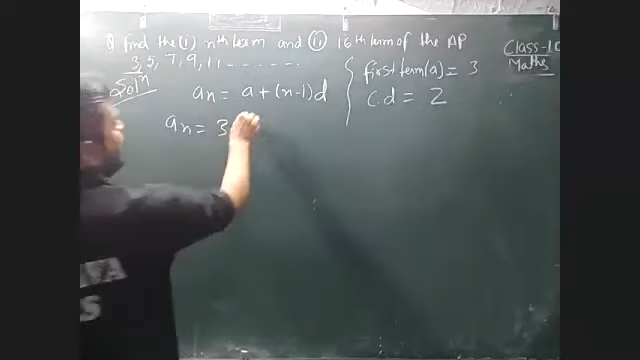 Q find the (i) nth term and (ii) 16th term of the AP
3, 5, 7, 9, 11 - - - - - - .
Solⁿ
an = a + (n-1)d
an = 3
first term (a) = 3
C.d = 2
Class-10
Maths